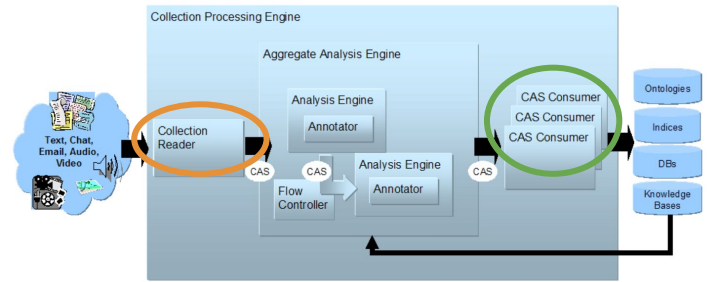 Collection Processing Engine
Aggregate Analysis Engine
Text, Chat,
Email, Audio,
Video
Collection
Reader
CAS
Analysis Engine
Annotator
CAS
Flow
Controller
Analysis Engine
Annotator
CAS
CAS Consumer
CAS Consumer
CAS Consumer
Ontologies
Indices
DBs
Knowledge
Bases